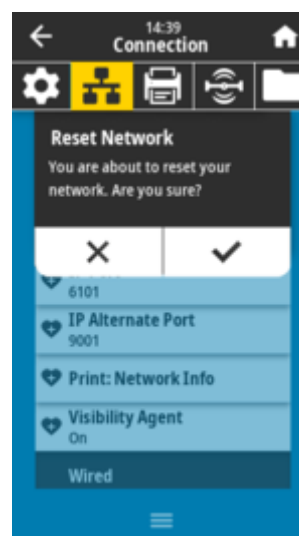 14:39
Connection
Reset Network
You are about to reset your
network. Are you sure?
6101
IP Alternate Port
9001
Print: Network Info
Visibility Agent
On
Wired